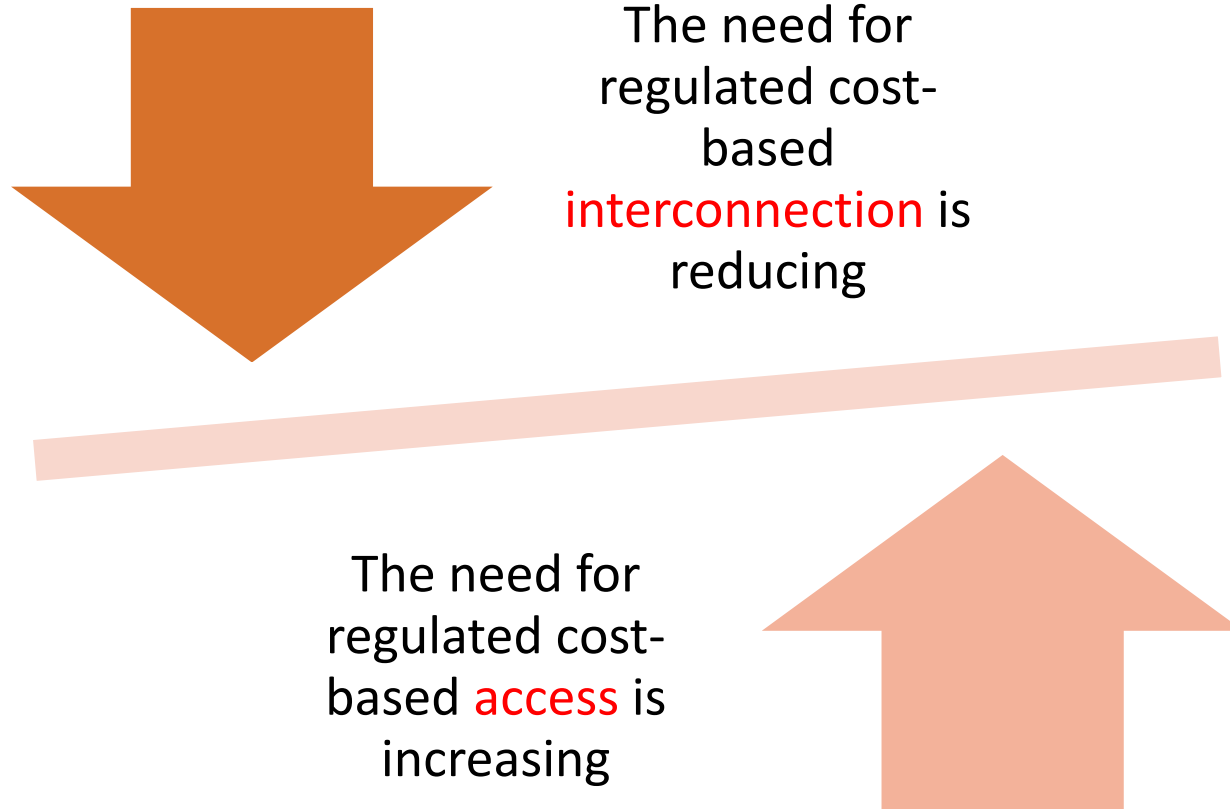 The need for
regulated cost-
based
interconnection is
reducing
The need for
regulated cost-
based access is
increasing